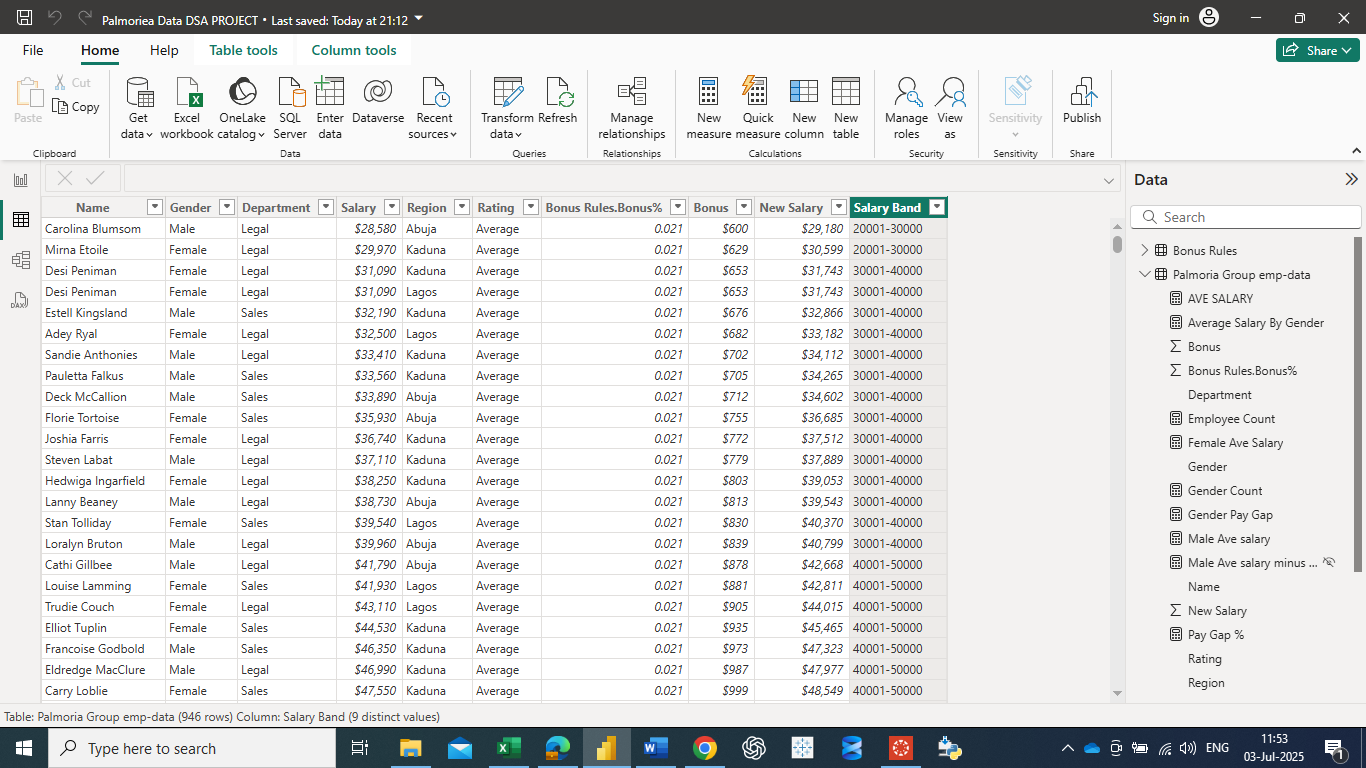 Palmoriea Data DSA PROJECT • Last saved: Today at 21:12
Sign in
File Home Help Table tools Column tools
Share
Paste
Cut
Copy
Get data
Excel workbook
OneLake catalog
SQL Server
Enter data
Dataverse
Recent sources
Transform data
Refresh
Manage relationships
New measure
Quick measure
New column
New table
Manage roles
View as
Sensitivity
Publish
Clipboard Data Queries Relationships Calculations Security Sensitivity Share
Name Gender Department Salary Region Rating Bonus Rules.Bonus% Bonus New Salary Salary Band
Carolina Blumsom Male Legal $28,580 Abuja Average 0.021 $600 $29,180 20001-30000
Mirna Etoile Female Legal $29,970 Kaduna Average 0.021 $629 $30,599 20001-30000
Desi Peniman Female Legal $31,090 Kaduna Average 0.021 $653 $31,743 30001-40000
Desi Peniman Female Legal $31,090 Lagos Average 0.021 $653 $31,743 30001-40000
Estell Kingsland Male Sales $32,190 Kaduna Average 0.021 $676 $32,866 30001-40000
Adey Ryal Female Legal $32,500 Lagos Average 0.021 $682 $33,182 30001-40000
Sandie Anthonies Male Legal $33,410 Kaduna Average 0.021 $702 $34,112 30001-40000
Pauletta Falkus Male Sales $33,560 Kaduna Average 0.021 $705 $34,265 30001-40000
Deck McCallion Male Sales $33,890 Abuja Average 0.021 $712 $34,602 30001-40000
Florie Tortoise Female Sales $35,930 Abuja Average 0.021 $755 $36,685 30001-40000
Joshia Farris Female Legal $36,740 Kaduna Average 0.021 $772 $37,512 30001-40000
Steven Labat Male Legal $37,110 Kaduna Average 0.021 $779 $37,889 30001-40000
Hedwiga Ingarfield Female Legal $38,250 Kaduna Average 0.021 $803 $39,053 30001-40000
Lanny Beaney Male Legal $38,730 Abuja Average 0.021 $813 $39,543 30001-40000
Stan Tolliday Female Sales $39,540 Lagos Average 0.021 $830 $40,370 30001-40000
Loralyn Bruton Male Legal $39,960 Abuja Average 0.021 $839 $40,799 30001-40000
Cathi Gillbee Male Legal $41,790 Abuja Average 0.021 $878 $42,668 40001-50000
Louise Lamming Female Sales $41,930 Lagos Average 0.021 $881 $42,811 40001-50000
Trudie Couch Female Legal $43,110 Lagos Average 0.021 $905 $44,015 40001-50000
Elliot Tuplin Female Sales $44,530 Kaduna Average 0.021 $935 $45,465 40001-50000
Francoise Godbold Male Sales $46,350 Kaduna Average 0.021 $973 $47,323 40001-50000
Eldredge MacClure Male Legal $46,990 Kaduna Average 0.021 $987 $47,977 40001-50000
Carry Loblie Female Sales $47,550 Kaduna Average 0.021 $999 $48,549 40001-50000
Data
Search
Bonus Rules
Palmoria Group emp-data
AVE SALARY
Average Salary By Gender
Bonus
Bonus Rules.Bonus%
Department
Employee Count
Female Ave Salary
Gender
Gender Count
Gender Pay Gap
Male Ave salary
Male Ave salary minus ...
Name
New Salary
Pay Gap %
Rating
Region
Table: Palmoria Group emp-data (946 rows) Column: Salary Band (9 distinct values)
Type here to search
ENG
11:53
03-Jul-2025
1